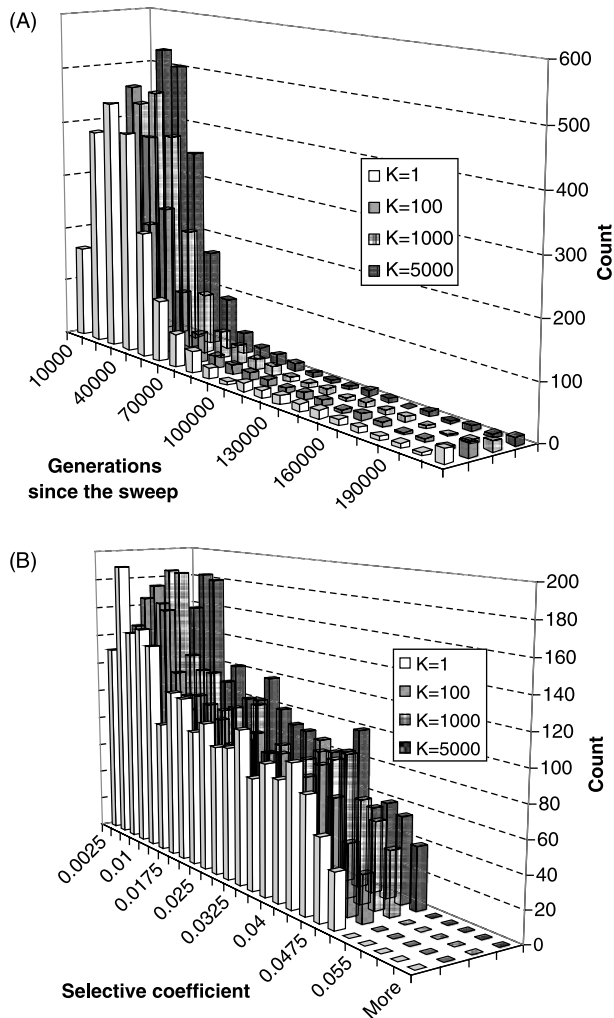 (A)
600
500
400
300
200
100
0
Count
K=1
K=100
K=1000
K=5000
10000
40000
70000
100000
130000
160000
190000
Generations
since the sweep
(B)
200
180
160
140
120
100
80
60
40
20
0
Count
K=1
K=100
K=1000
K=5000
0.0025
0.01
0.0175
0.025
0.0325
0.04
0.0475
0.055
More
Selective coefficient